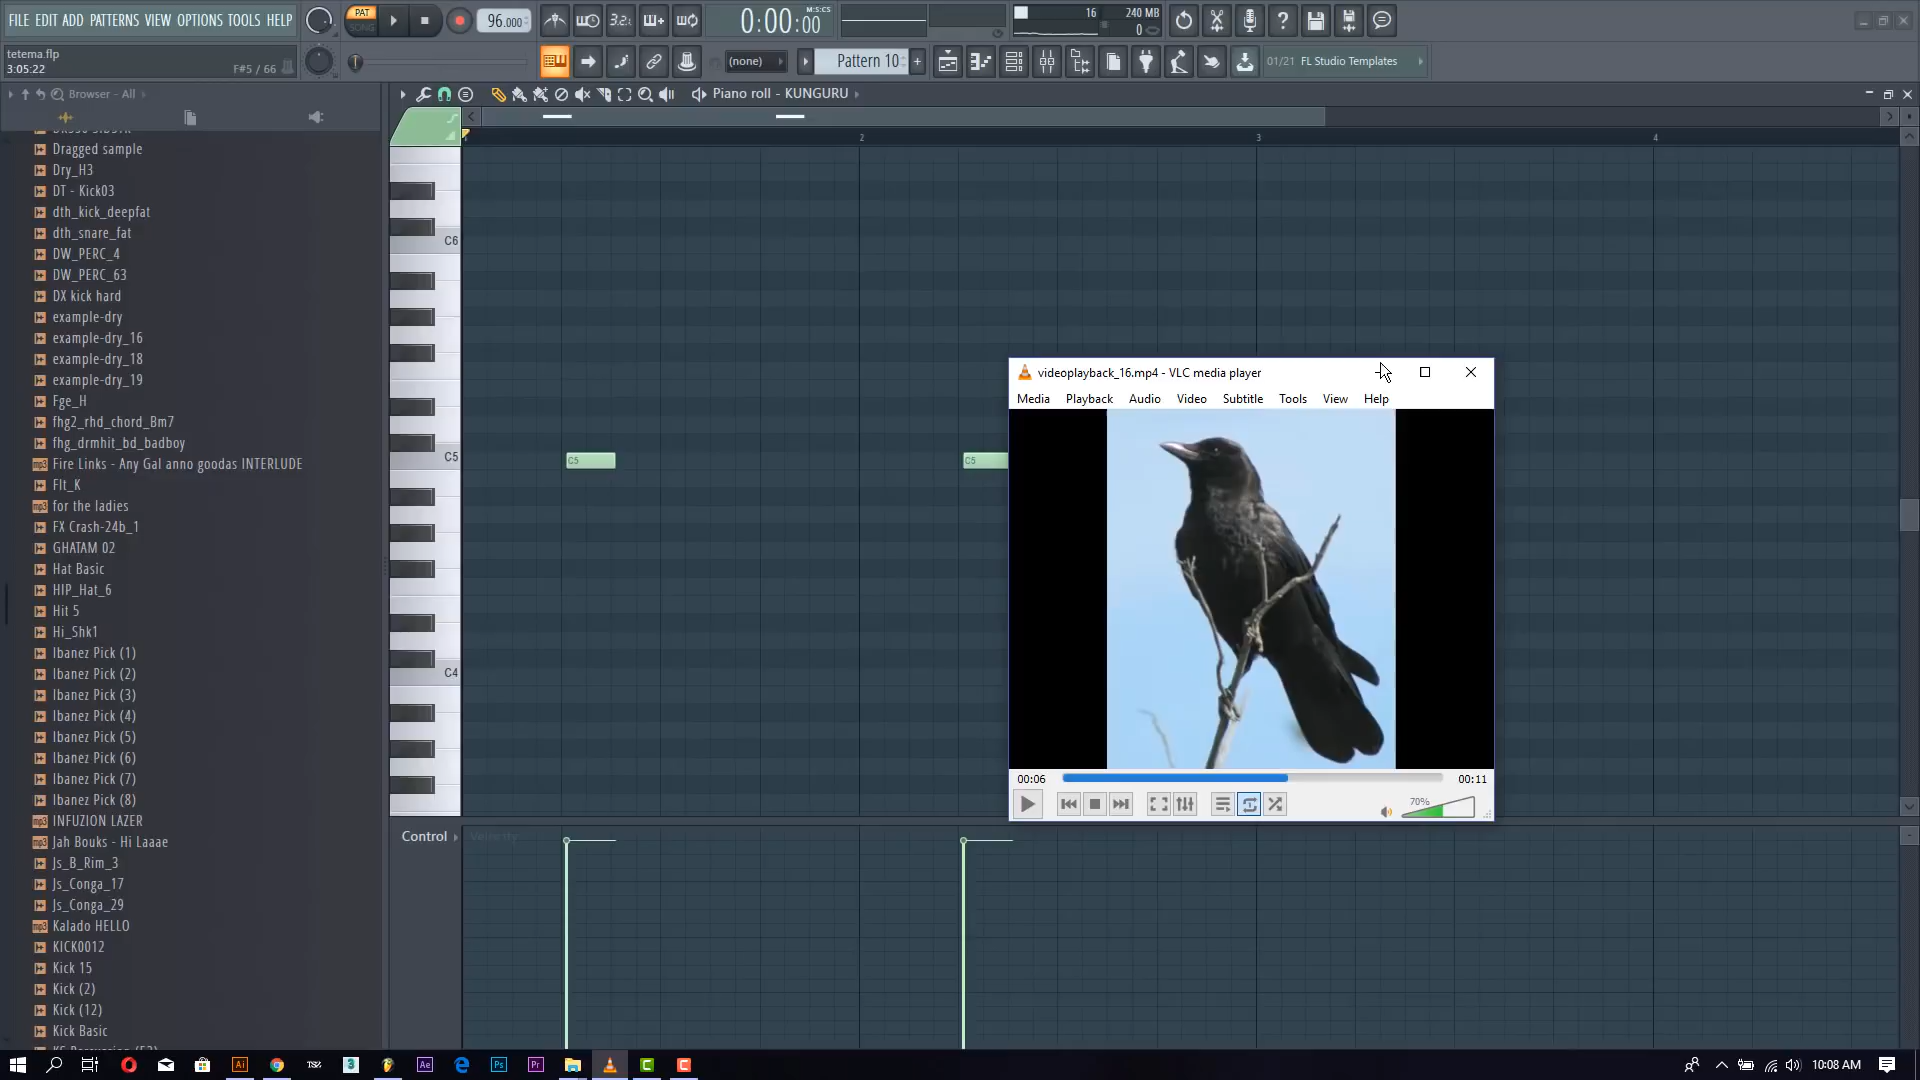 FILE EDIT ADD PATTERNS VIEW OPTIONS TOOLS HELP
PAT
SONG
96.000
3.2.
0:00:00
M:S:CS
16
240 MB
0
tetema.flp
3:05:22
F#5 / 66
(none)
Pattern 10
01/21 FL Studio Templates
Browser - All
Piano roll - KUNGURU
Dragged sample
Dry_H3
DT - Kick03
dth_kick_deepfat
dth_snare_fat
DW_PERC_4
DW_PERC_63
DX kick hard
example-dry
example-dry_16
example-dry_18
example-dry_19
Fge_H
fhg2_rhd_chord_Bm7
fhg_drmhit_bd_badboy
Fire Links - Any Gal anno goodas INTERLUDE
Flt_K
for the ladies
FX Crash-24b_1
GHATAM 02
Hat Basic
HIP_Hat_6
Hit 5
Hi_Shk1
Ibanez Pick (1)
Ibanez Pick (2)
Ibanez Pick (3)
Ibanez Pick (4)
Ibanez Pick (5)
Ibanez Pick (6)
Ibanez Pick (7)
Ibanez Pick (8)
INFUZION LAZER
Jah Bouks - Hi Laaae
Js_B_Rim_3
Js_Conga_17
Js_Conga_29
Kalado HELLO
KICK0012
Kick 15
Kick (2)
Kick (12)
Kick Basic
2
3
4
C6
C5
C4
C5
C5
videoplayback_16.mp4 - VLC media player
Media Playback Audio Video Subtitle Tools View Help
00:06
00:11
70%
Control
Velocity
10:08 AM